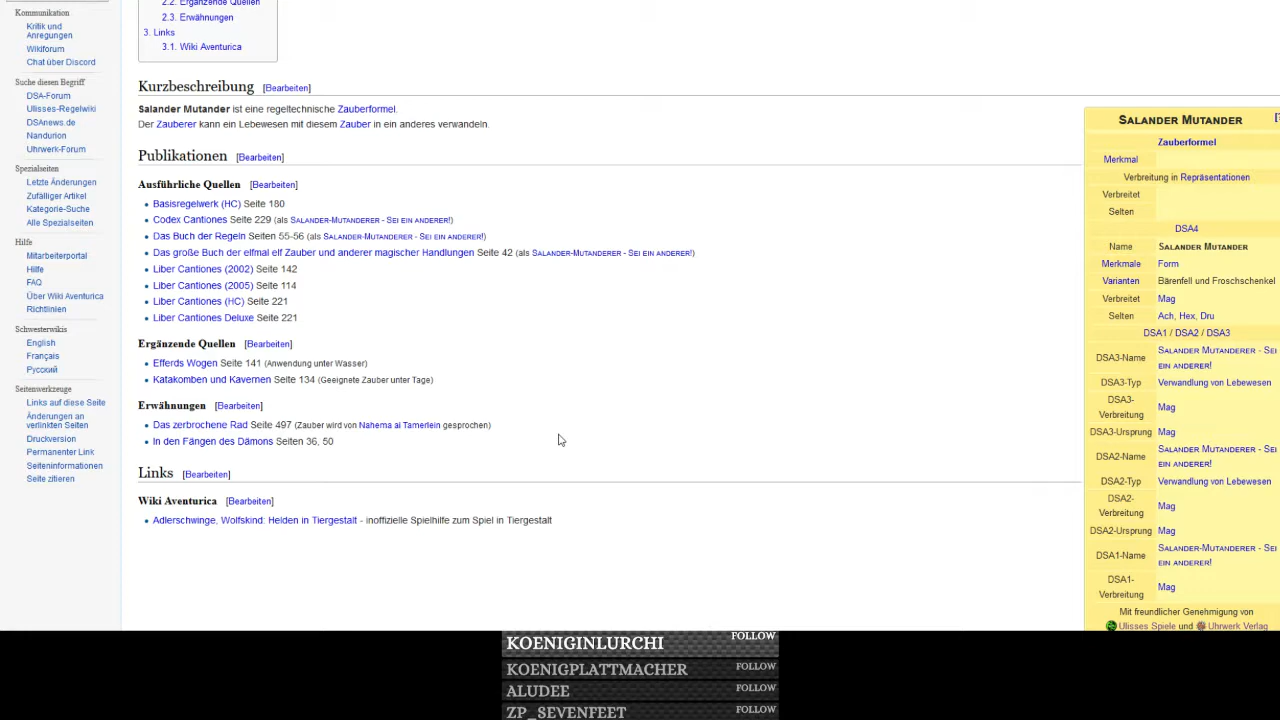 Kommunikation
Kritik und
Anregungen
Wikiforum
Chat über Discord
Suche diesen Begriff
DSA-Forum
Ulisses-Regelwiki
DSAnews.de
Nandurion
Uhrwerk-Forum
Spezialseiten
Letzte Änderungen
Zufälliger Artikel
Kategorie-Suche
Alle Spezialseiten
Hilfe
Mitarbeiterportal
Hilfe
FAQ
Über Wiki Aventurica
Richtlinien
Schwesterwikis
English
Français
Русский
Seitenwerkzeuge
Links auf diese Seite
Änderungen an
verlinkten Seiten
Druckversion
Permanenter Link
Seiteninformationen
Seite zitieren
2.2. Ergänzende Quellen
2.3. Erwähnungen
3. Links
3.1. Wiki Aventurica
Kurzbeschreibung [Bearbeiten]
Salander Mutander ist eine regeltechnische Zauberformel.
Der Zauberer kann ein Lebewesen mit diesem Zauber in ein anderes verwandeln.
Publikationen [Bearbeiten]
Ausführliche Quellen [Bearbeiten]
Basisregelwerk (HC) Seite 180
Codex Cantiones Seite 229 (als Salander-Mutanderer - Sei ein anderer!)
Das Buch der Regeln Seiten 55-56 (als Salander-Mutanderer - Sei ein anderer!)
Das große Buch der elfmal elf Zauber und anderer magischer Handlungen Seite 42 (als Salander-Mutanderer - Sei ein anderer!)
Liber Cantiones (2002) Seite 142
Liber Cantiones (2005) Seite 114
Liber Cantiones (HC) Seite 221
Liber Cantiones Deluxe Seite 221
Ergänzende Quellen [Bearbeiten]
Efferds Wogen Seite 141 (Anwendung unter Wasser)
Katakomben und Kavernen Seite 134 (Geeignete Zauber unter Tage)
Erwähnungen [Bearbeiten]
Das zerbrochene Rad Seite 497 (Zauber wird von Nahema ai Tamerlein gesprochen)
In den Fängen des Dämons Seiten 36, 50
Links [Bearbeiten]
Wiki Aventurica [Bearbeiten]
Adlerschwinge, Wolfskind: Helden in Tiergestalt - inoffizielle Spielhilfe zum Spiel in Tiergestalt
Salander Mutander [?
Zauberformel
Merkmal
Verbreitung in Repräsentationen
Verbreitet
Selten
DSA4
Name Salander Mutander
Merkmale Form
Varianten Bärenfell und Froschschenkel
Verbreitet Mag
Selten Ach, Hex, Dru
DSA1 / DSA2 / DSA3
DSA3-Name Salander Mutanderer - Sei
ein anderer!
DSA3-Typ Verwandlung von Lebewesen
DSA3-
Verbreitung Mag
DSA3-Ursprung Mag
DSA2-Name Salander Mutanderer - Sei
ein anderer!
DSA2-Typ Verwandlung von Lebewesen
DSA2-
Verbreitung Mag
DSA2-Ursprung Mag
DSA1-Name Salander-Mutanderer - Sei
ein anderer!
DSA1-
Verbreitung Mag
Mit freundlicher Genehmigung von
Ulisses Spiele und Uhrwerk Verlag
KOENIGINLURCHI FOLLOW
KOENIGPLATTMACHER FOLLOW
ALUDEE FOLLOW
ZP_SEVENFEET FOLLOW